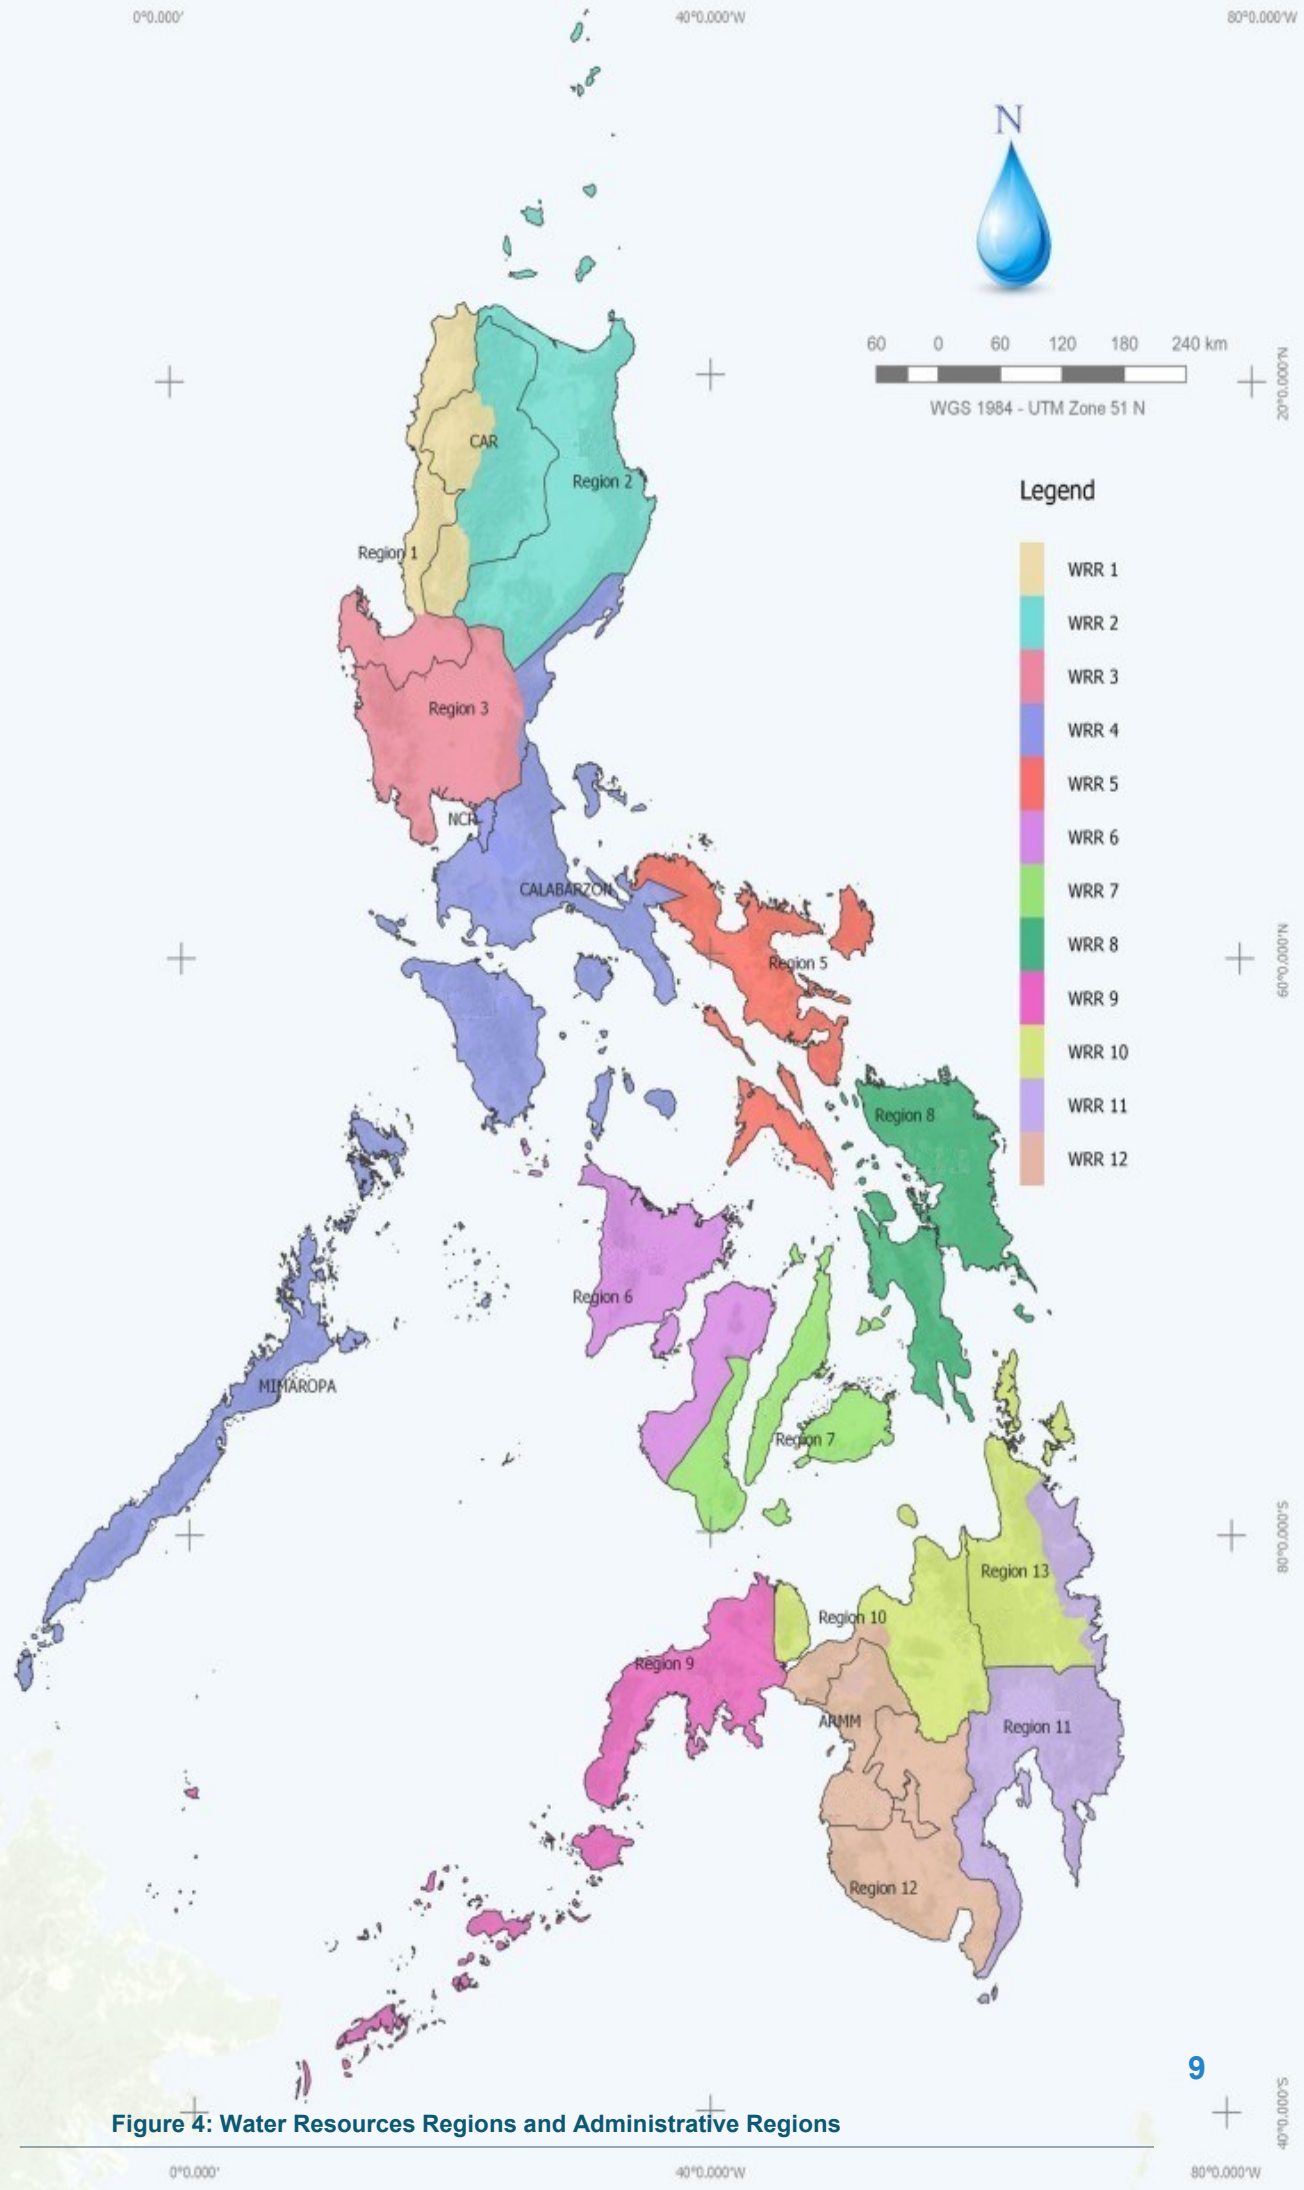 0°0.000'
40°0.000'W
80°0.000'W
N
60 0 60 120 180 240 km
WGS 1984 - UTM Zone 51 N
20°0.000'N
Legend
WRR 1
WRR 2
WRR 3
WRR 4
WRR 5
WRR 6
WRR 7
WRR 8
WRR 9
WRR 10
WRR 11
WRR 12
CAR
Region 2
Region 1
Region 3
NCR
CALABARZON
60°0.000'N
Region 5
Region 8
Region 6
MIMAROPA
Region 7
80°0.000'S
Region 13
Region 10
Region 9
ARMM
Region 11
Region 12
9
40°0.000'S
Figure 4: Water Resources Regions and Administrative Regions
0°0.000'
40°0.000'W
80°0.000'W